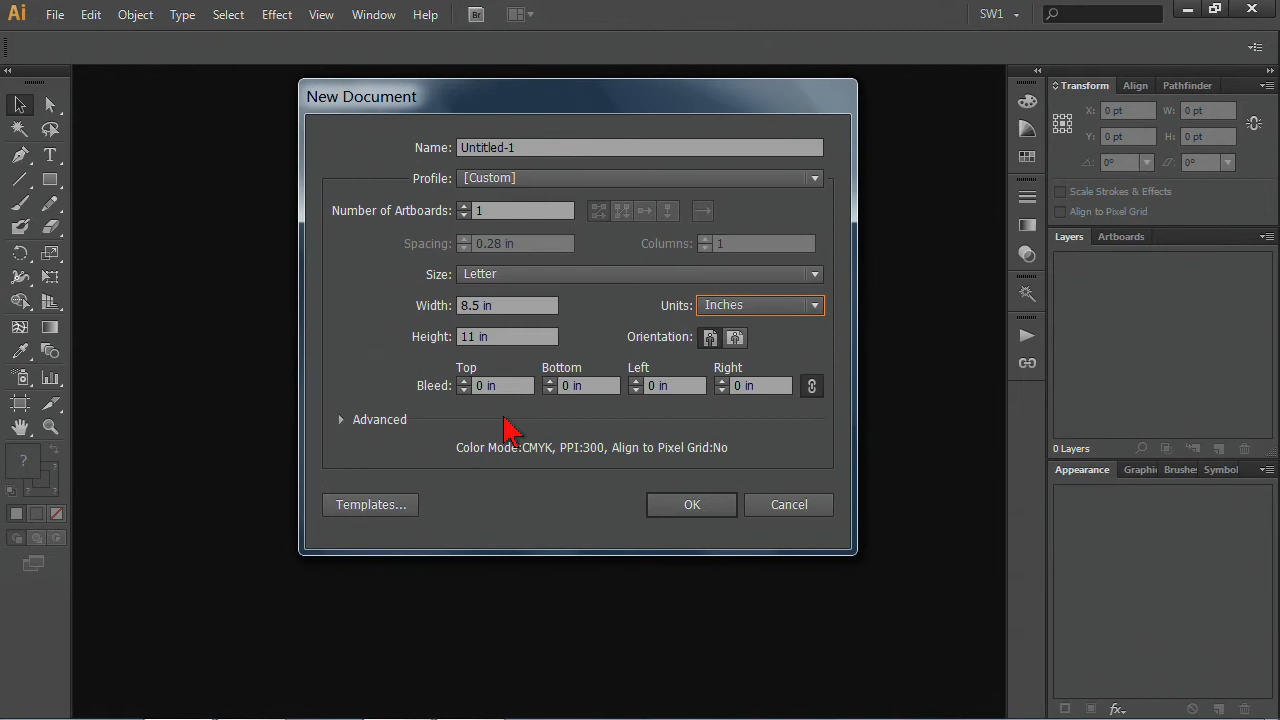 Ai File Edit Object Type Select Effect View Window Help Br SW1
Transform Align Pathfinder
X: 0 pt W: 0 pt
Y: 0 pt H: 0 pt
0° 0°
Scale Strokes & Effects
Align to Pixel Grid
Layers Artboards
0 Layers
Appearance Graphic Brushe Symbol
fx
T
?
New Document
Name: Untitled-1
Profile: [Custom]
Number of Artboards: 1
Spacing: 0.28 in Columns: 1
Size: Letter
Width: 8.5 in Units: Inches
Height: 11 in Orientation:
Top Bottom Left Right
Bleed: 0 in 0 in 0 in 0 in
Advanced
Color Mode:CMYK, PPI:300, Align to Pixel Grid:No
Templates... OK Cancel